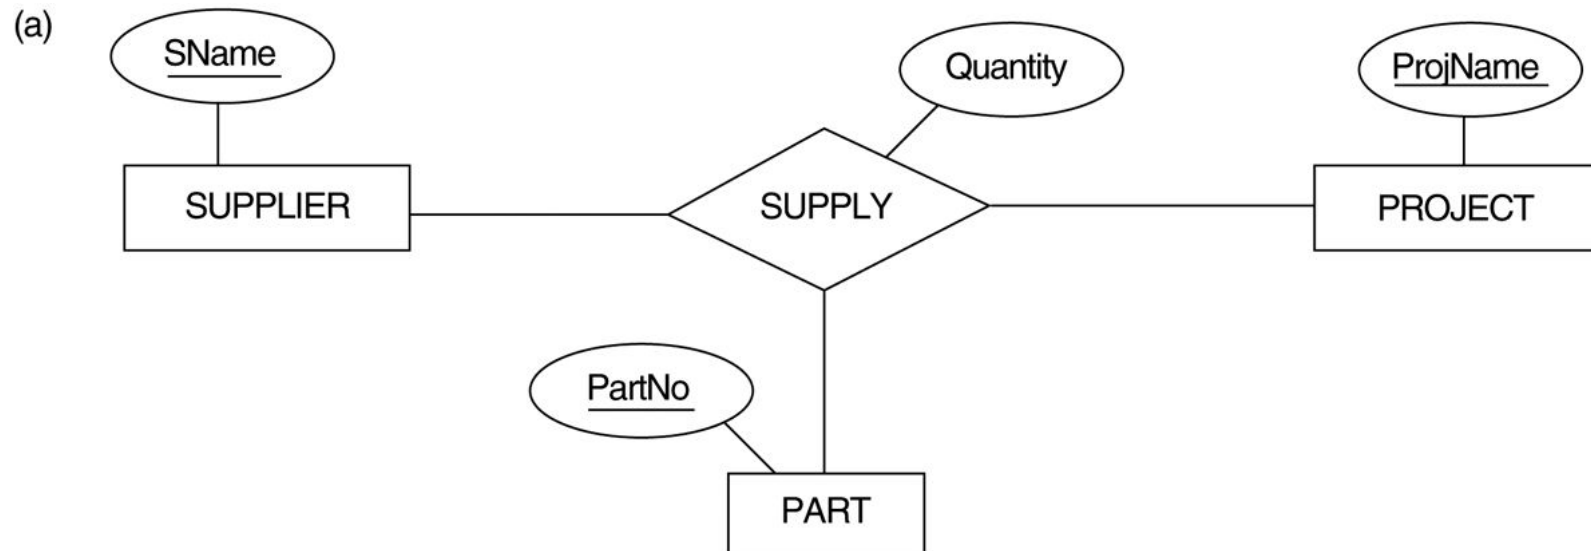 (a)
SName
Quantity
ProjName
SUPPLIER
SUPPLY
PROJECT
PartNo
PART